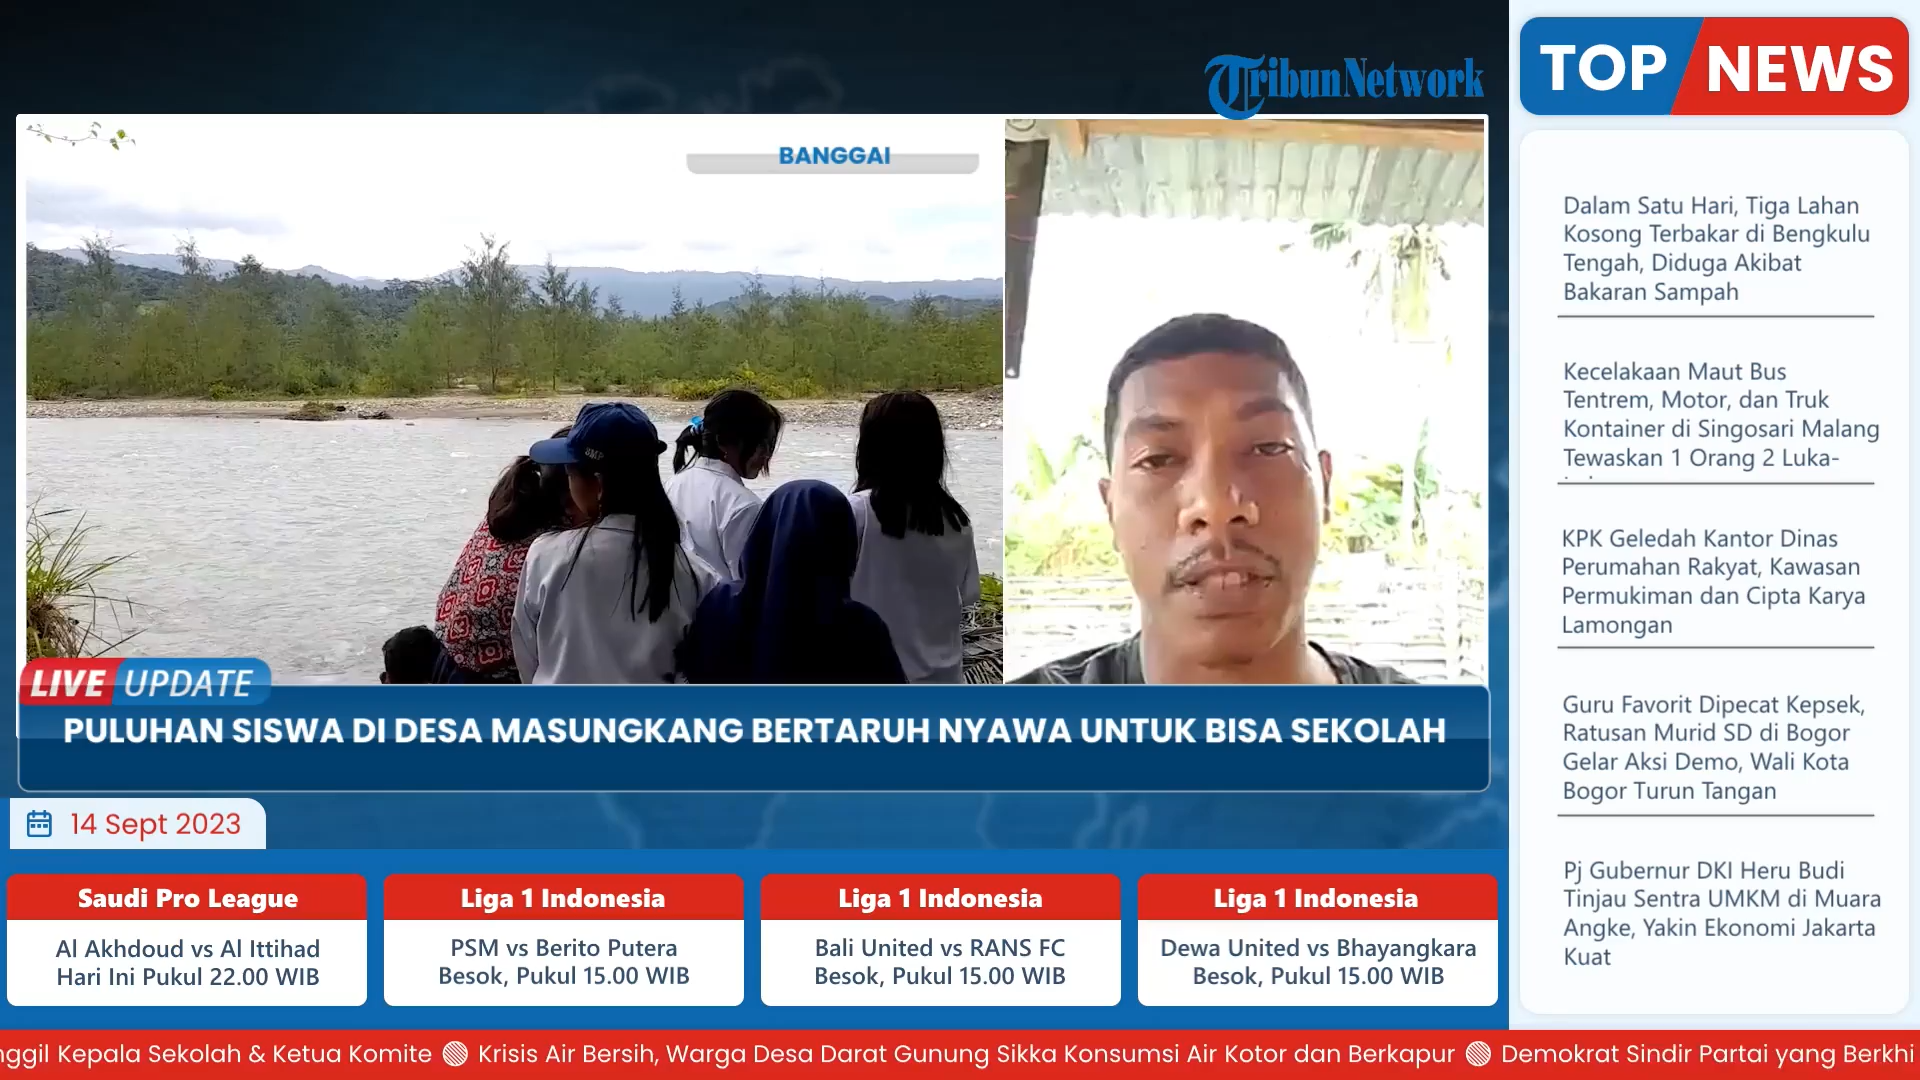 TribunNetwork
TOP NEWS
BANGGAI
SMP
LIVE UPDATE
PULUHAN SISWA DI DESA MASUNGKANG BERTARUH NYAWA UNTUK BISA SEKOLAH
14 Sept 2023
Dalam Satu Hari, Tiga Lahan
Kosong Terbakar di Bengkulu
Tengah, Diduga Akibat
Bakaran Sampah
Kecelakaan Maut Bus
Tentrem, Motor, dan Truk
Kontainer di Singosari Malang
Tewaskan 1 Orang 2 Luka-
KPK Geledah Kantor Dinas
Perumahan Rakyat, Kawasan
Permukiman dan Cipta Karya
Lamongan
Guru Favorit Dipecat Kepsek,
Ratusan Murid SD di Bogor
Gelar Aksi Demo, Wali Kota
Bogor Turun Tangan
Pj Gubernur DKI Heru Budi
Tinjau Sentra UMKM di Muara
Angke, Yakin Ekonomi Jakarta
Kuat
Saudi Pro League
Al Akhdoud vs Al Ittihad
Hari Ini Pukul 22.00 WIB
Liga 1 Indonesia
PSM vs Berito Putera
Besok, Pukul 15.00 WIB
Liga 1 Indonesia
Bali United vs RANS FC
Besok, Pukul 15.00 WIB
Liga 1 Indonesia
Dewa United vs Bhayangkara
Besok, Pukul 15.00 WIB
nggil Kepala Sekolah & Ketua Komite Krisis Air Bersih, Warga Desa Darat Gunung Sikka Konsumsi Air Kotor dan Berkapur Demokrat Sindir Partai yang Berkhi